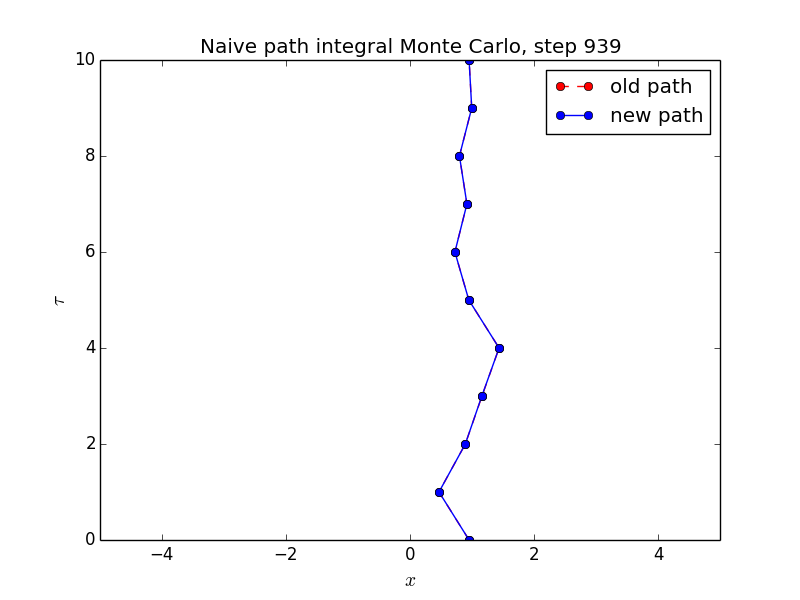 Naive path integral Monte Carlo, step 939
10
old path
new path
8
6
τ
4
2
0
−4 −2 0 2 4
x